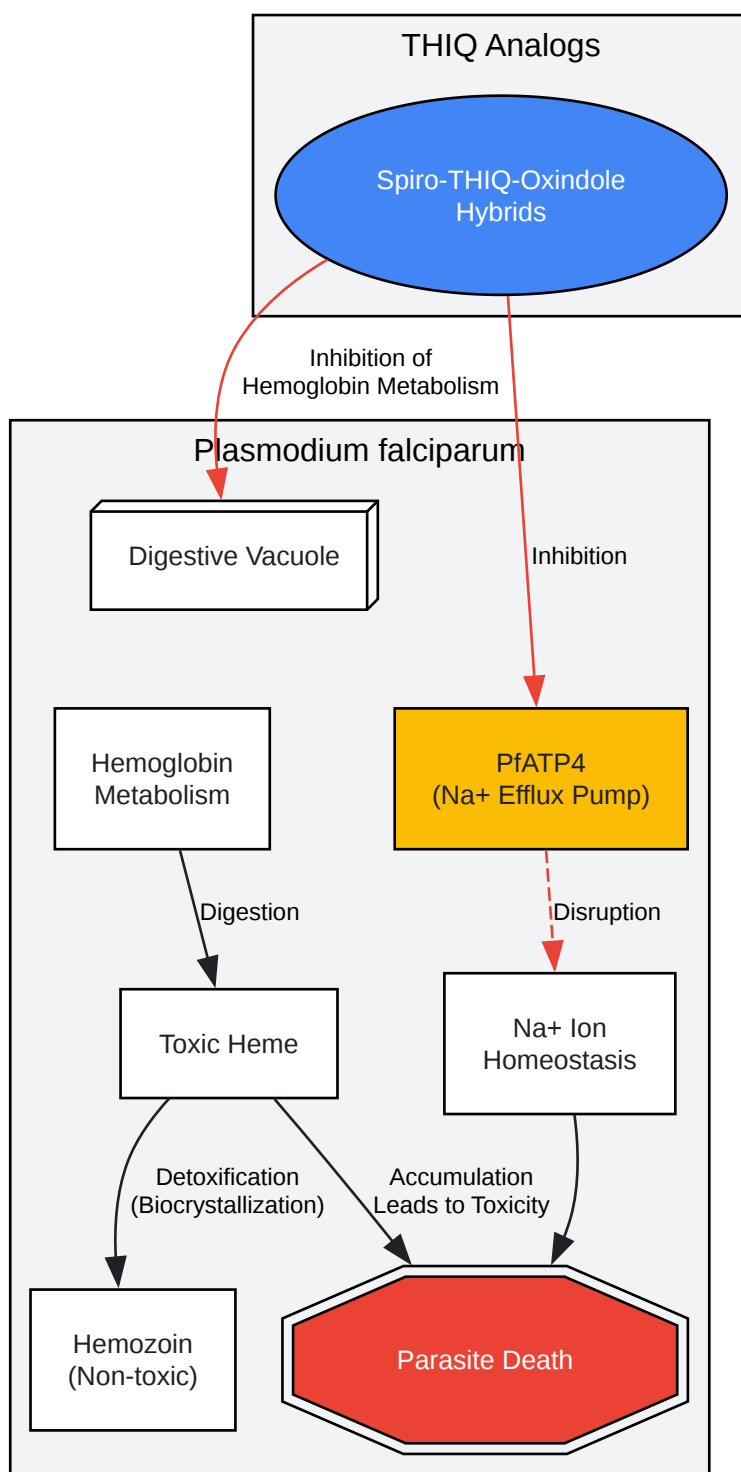 THIQ Analogs
Spiro-THIQ-Oxindole
Hybrids
Inhibition of
Hemoglobin Metabolism
Plasmodium falciparum
Digestive Vacuole
Inhibition
Hemoglobin
Metabolism
PfATP4
(Na+ Efflux Pump)
Digestion
Disruption
Toxic Heme
Na+ Ion
Homeostasis
Detoxification
(Biocrystallization)
Accumulation
Leads to Toxicity
Hemozoin
(Non-toxic)
Parasite Death